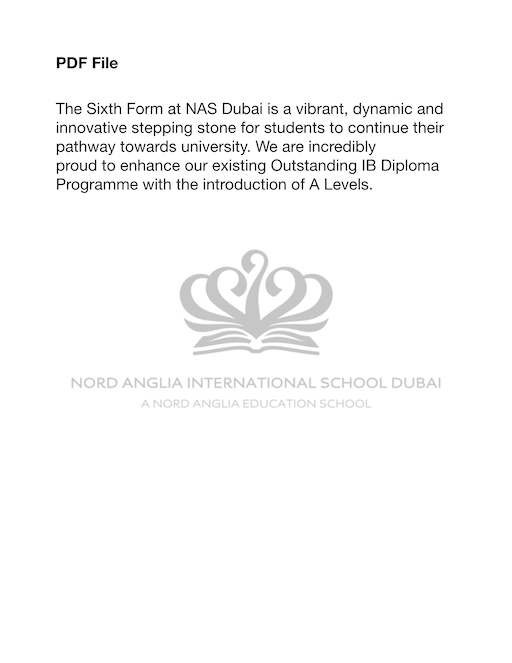 PDF File
The Sixth Form at NAS Dubai is a vibrant, dynamic and
innovative stepping stone for students to continue their
pathway towards university. We are incredibly
proud to enhance our existing Outstanding IB Diploma
Programme with the introduction of A Levels.
NORD ANGLIA INTERNATIONAL SCHOOL DUBAI
A NORD ANGLIA EDUCATION SCHOOL